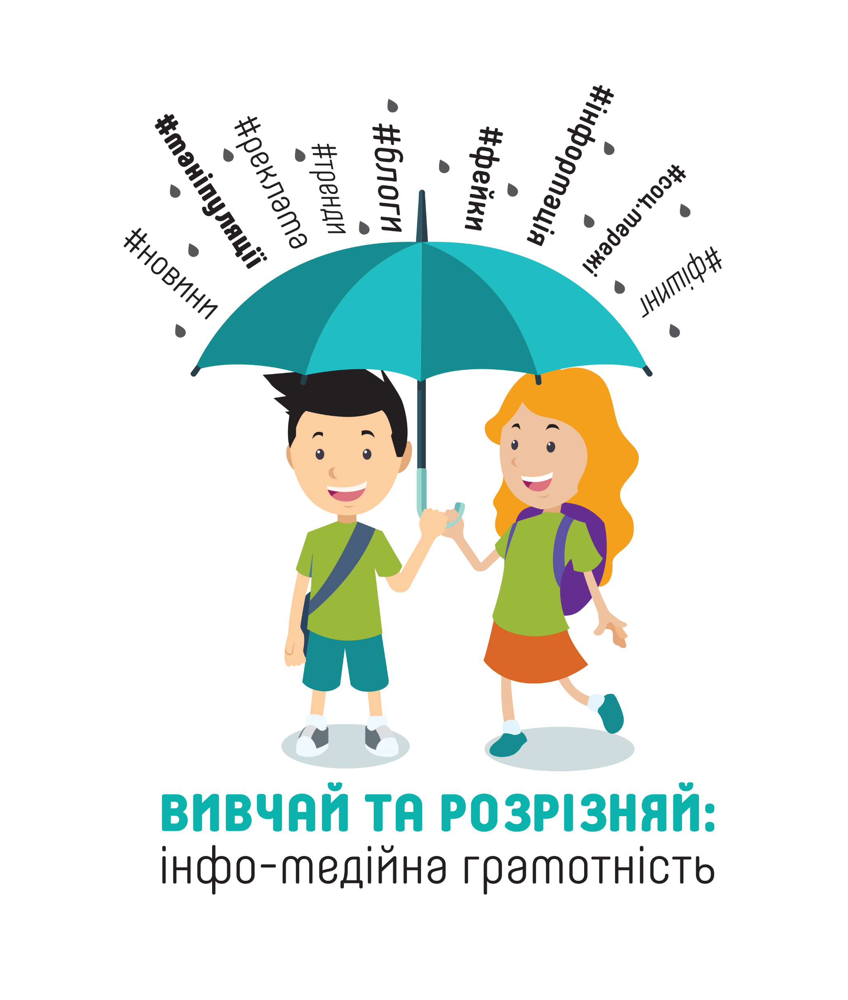 #новини
#маніпуляції
#реклама
#тренди
#блоги
#фейки
#інформація
#соц.мережі
#фішинг
ВИВЧАЙ ТА РОЗРІЗНЯЙ:
інфо-медійна грамотність